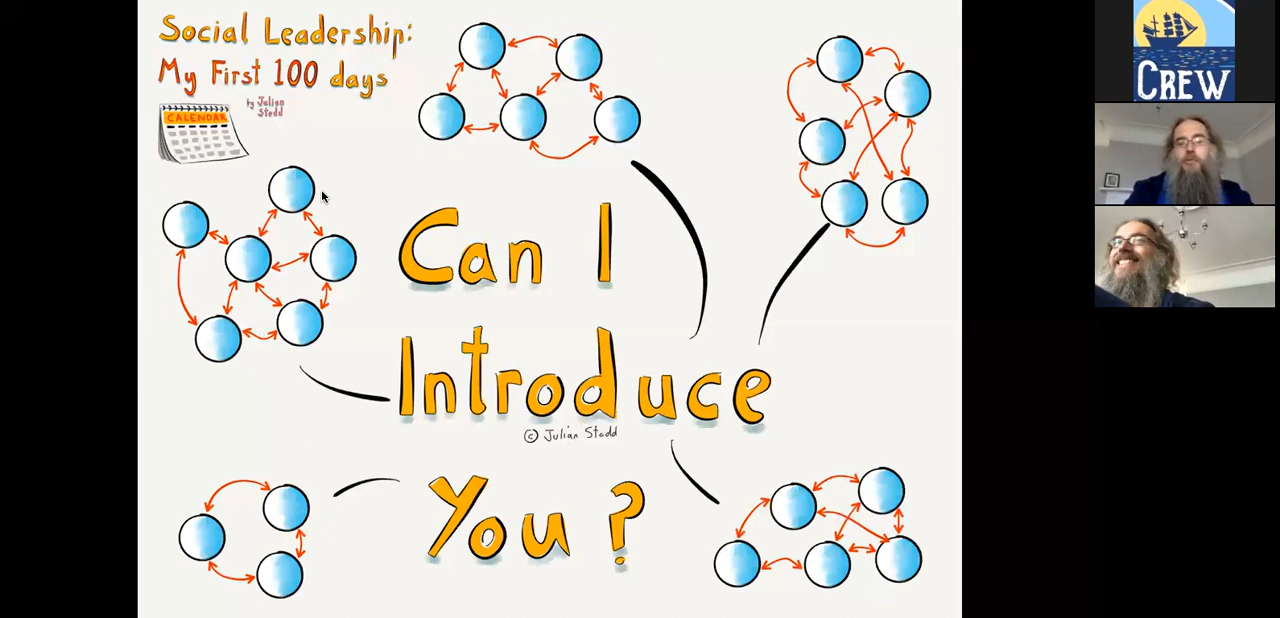 Social Leadership:
My First 100 days
by Julian
Stodd
CALENDAR
Can I
Introduce
© Julian Stodd
You?
CREW